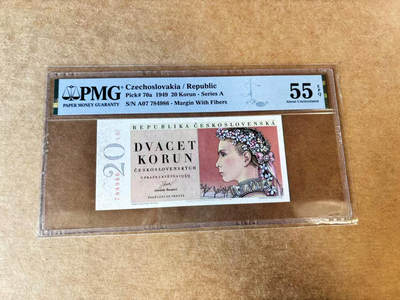 PMG
PAPER MONEY GUARANTY
Czechoslovakia / Republic
Pick# 70a 1949 20 Korun - Series A
S/N A07 784986 - Margin With Fibers
55 EPQ
About Uncirculated
REPUBLIKA ČESKOSLOVENSKÁ
20
DVACET
KORUN
ČESKOSLOVENSKÝCH